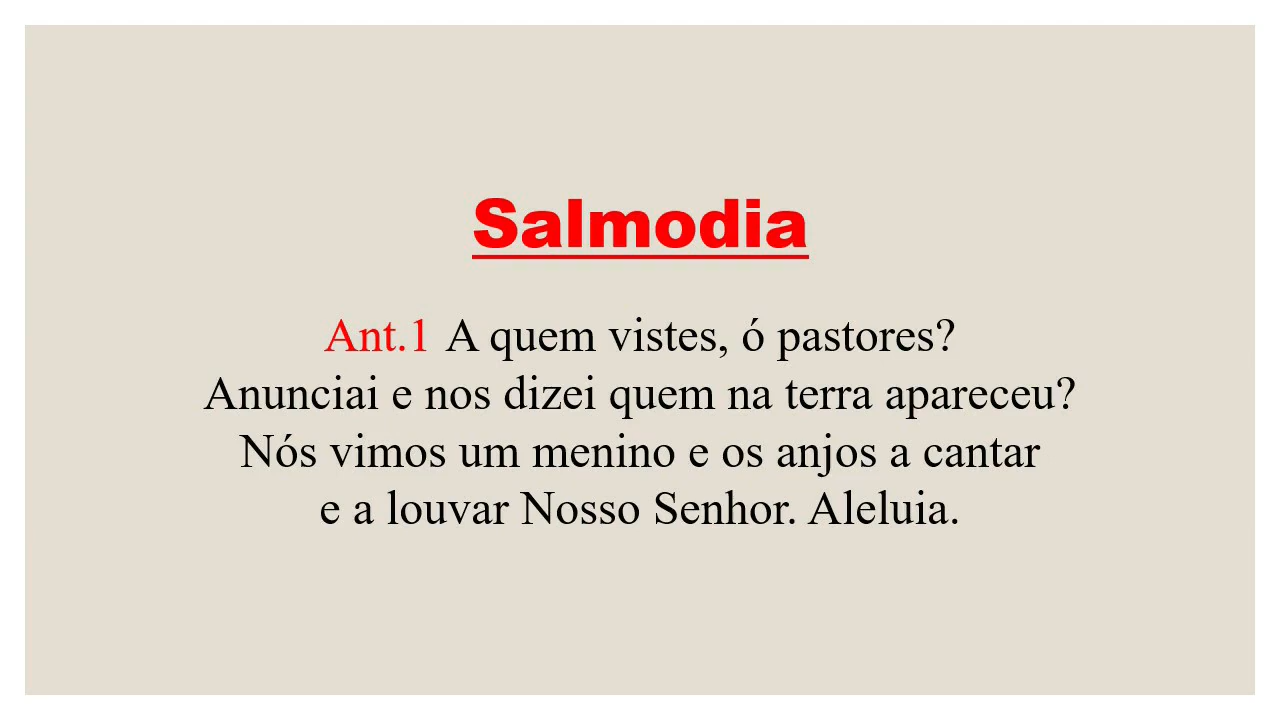 Salmodia
Ant.1 A quem vistes, ó pastores?
Anunciai e nos dizei quem na terra apareceu?
Nós vimos um menino e os anjos a cantar
e a louvar Nosso Senhor. Aleluia.